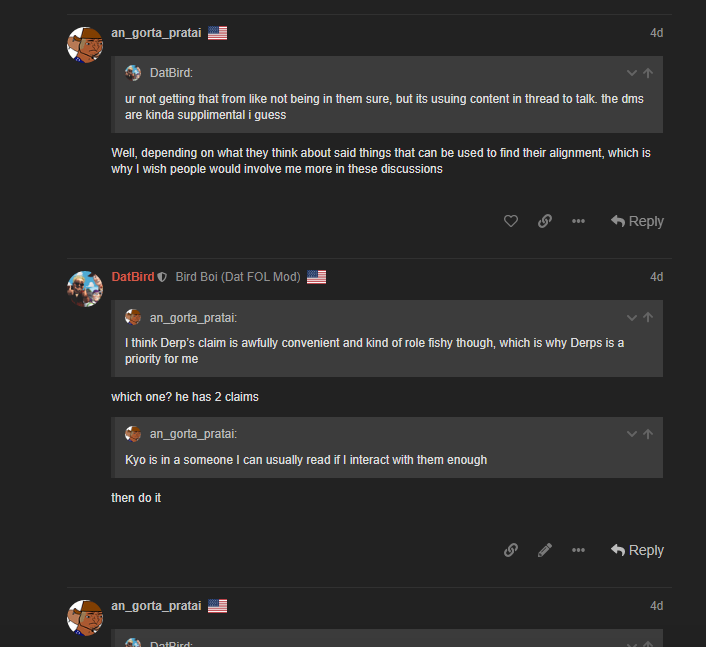 an_gorta_pratai
4d
DatBird:
ur not getting that from like not being in them sure, but its usuing content in thread to talk. the dms
are kinda supplimental i guess
Well, depending on what they think about said things that can be used to find their alignment, which is
why I wish people would involve me more in these discussions
Reply
DatBird Bird Boi (Dat FOL Mod)
4d
an_gorta_pratai:
I think Derp's claim is awfully convenient and kind of role fishy though, which is why Derps is a
priority for me
which one? he has 2 claims
an_gorta_pratai:
Kyo is in a someone I can usually read if I interact with them enough
then do it
Reply
an_gorta_pratai
4d
DatBird: